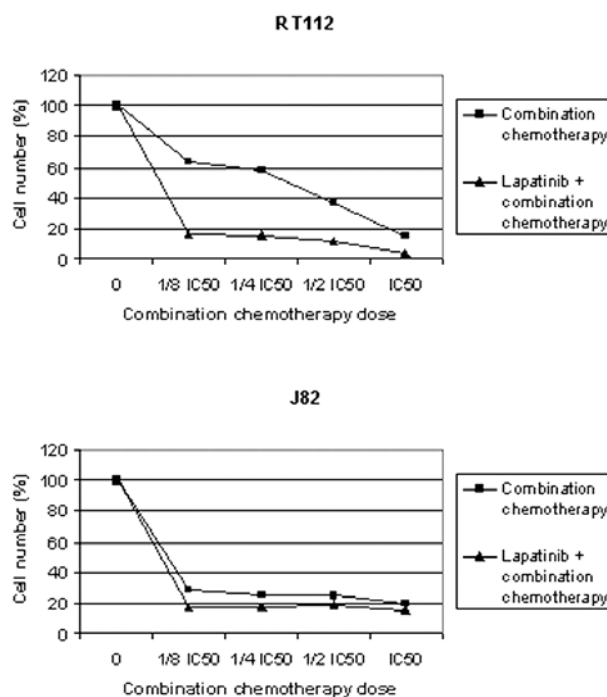 RT112
120
100
80
60
40
20
0
Cell number (%)
0 1/8 IC50 1/4 IC50 1/2 IC50 IC50
Combination chemotherapy dose
Combination
chemotherapy
Lapatinib +
combination
chemotherapy
J82
120
100
80
60
40
20
0
Cell number (%)
0 1/8 IC50 1/4 IC50 1/2 IC50 IC50
Combination chemotherapy dose
Combination
chemotherapy
Lapatinib +
combination
chemotherapy